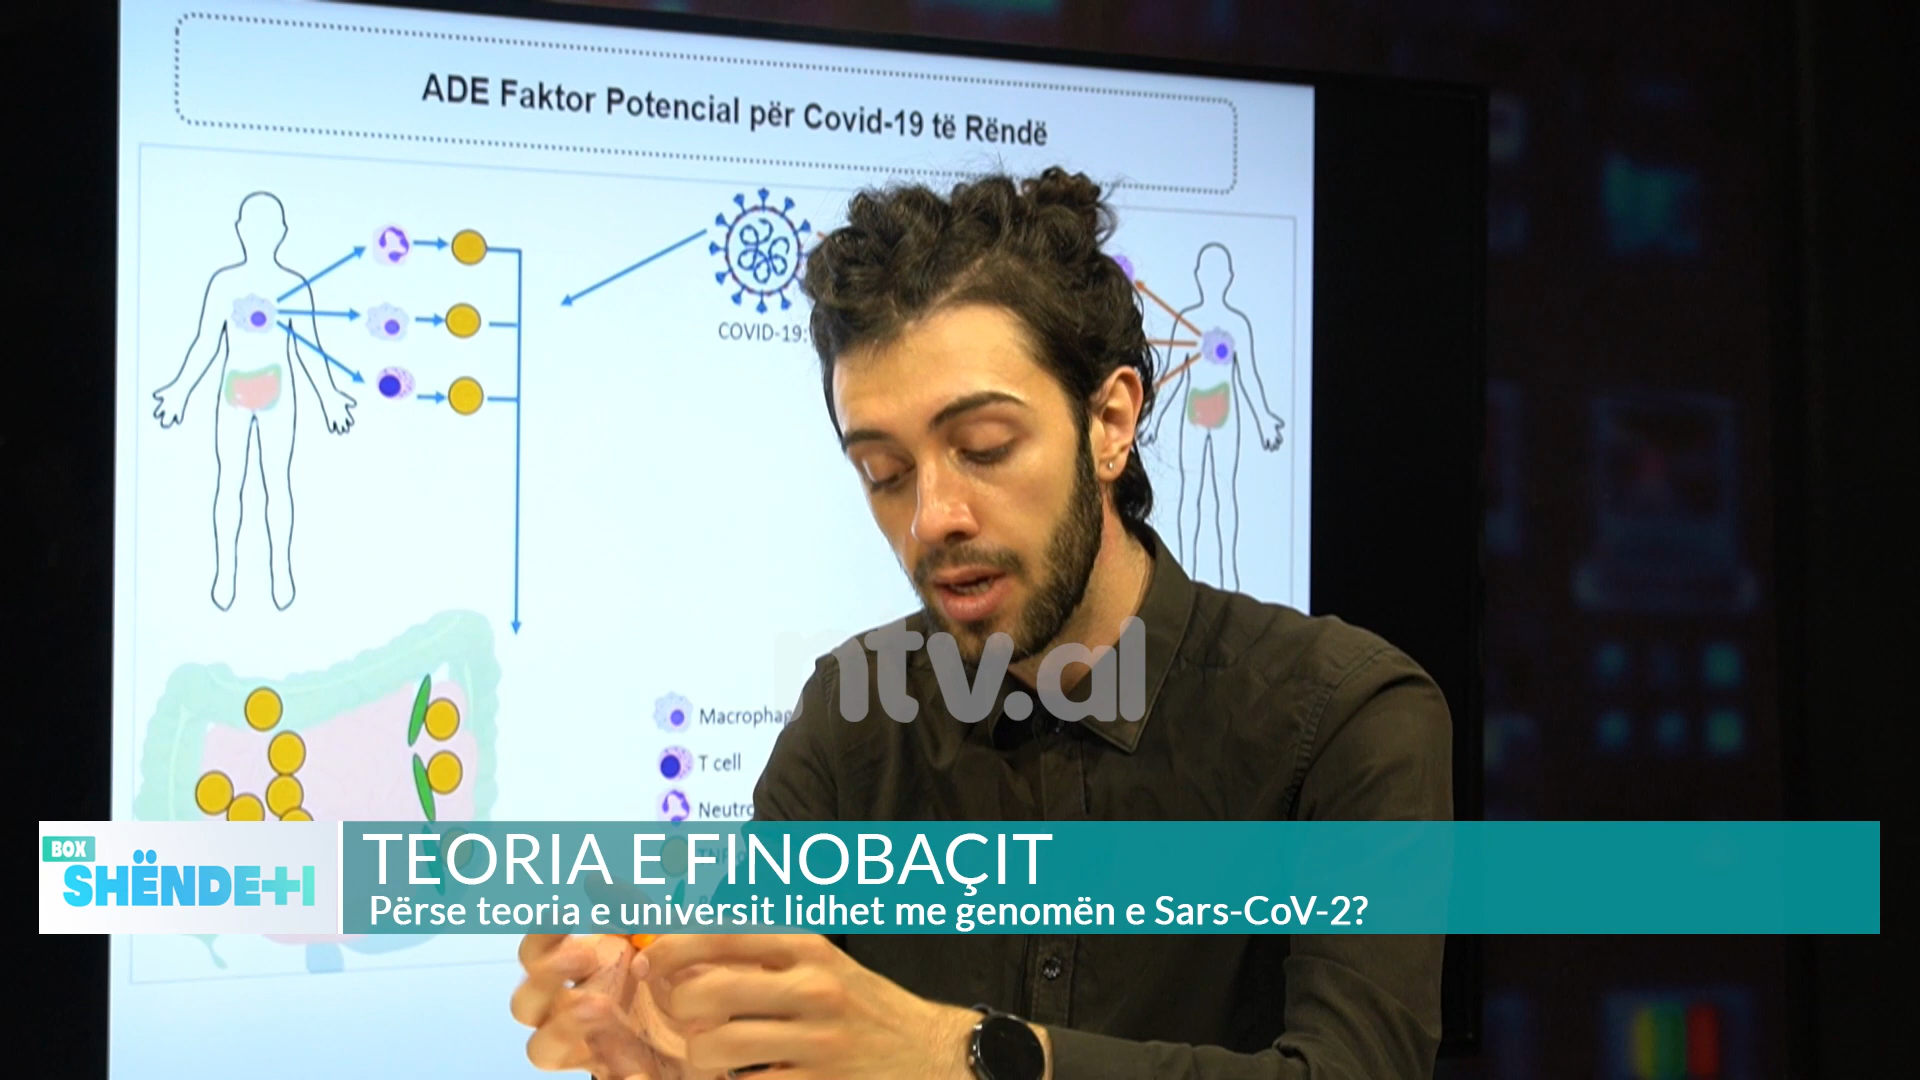 ADE Faktor Potencial për Covid-19 të Rëndë
COVID-19:
Macrophag
T cell
Neutro
ntv.al
BOX
SHËNDET+I
TEORIA E FINOBAÇIT
Përse teoria e universit lidhet me genomën e Sars-CoV-2?